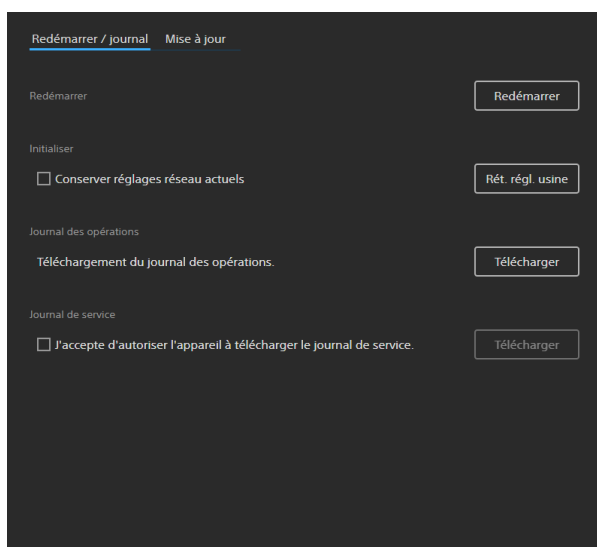 Redémarrer / journal Mise à jour
Redémarrer Redémarrer
Initialiser
Conserver réglages réseau actuels Rét. régl. usine
Journal des opérations
Téléchargement du journal des opérations. Télécharger
Journal de service
J'accepte d'autoriser l'appareil à télécharger le journal de service. Télécharger